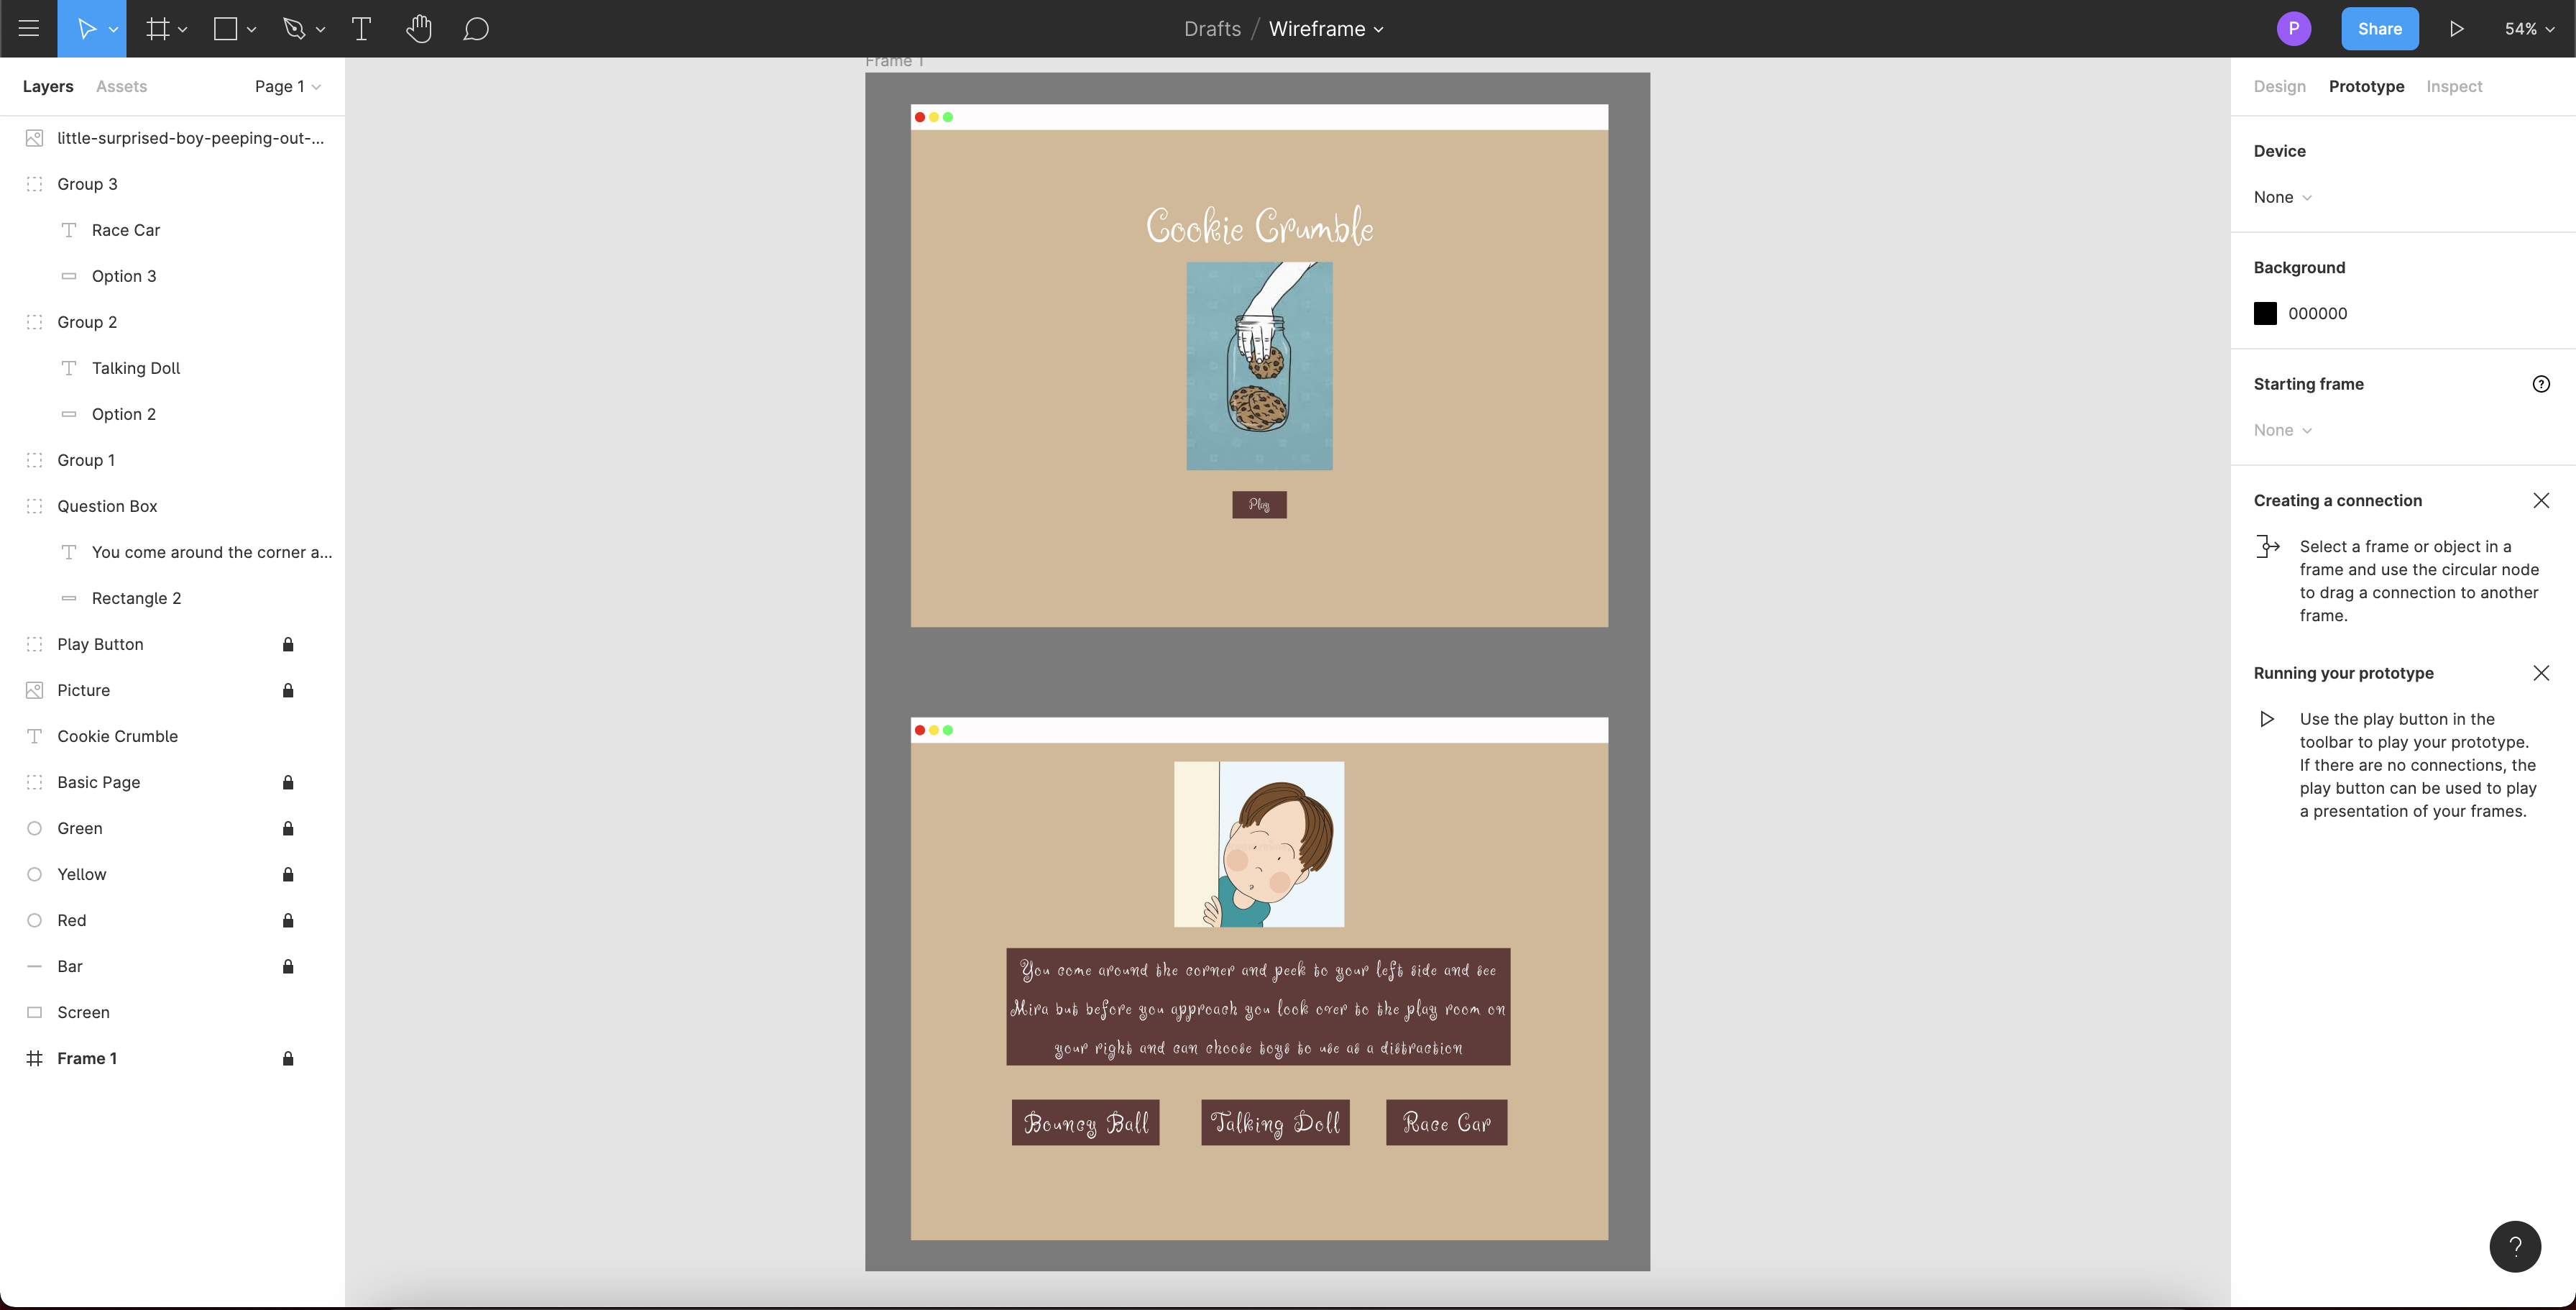 Drafts / Wireframe
P
Share
54%
Layers
Assets
Page 1
little-surprised-boy-peeping-out-...
Group 3
Race Car
Option 3
Group 2
Talking Doll
Option 2
Group 1
Question Box
You come around the corner a...
Rectangle 2
Play Button
Picture
Cookie Crumble
Basic Page
Green
Yellow
Red
Bar
Screen
Frame 1
Frame 1
Cookie Crumble
Play
You come around the corner and peek to your left side and see
Mira but before you approach you look over to the play room on
your right and can choose toys to use as a distraction
Bouncy Ball
Talking Doll
Race Car
Design
Prototype
Inspect
Device
None
Background
000000
Starting frame
?
None
Creating a connection
Select a frame or object in a
frame and use the circular node
to drag a connection to another
frame.
Running your prototype
Use the play button in the
toolbar to play your prototype.
If there are no connections, the
play button can be used to play
a presentation of your frames.
?